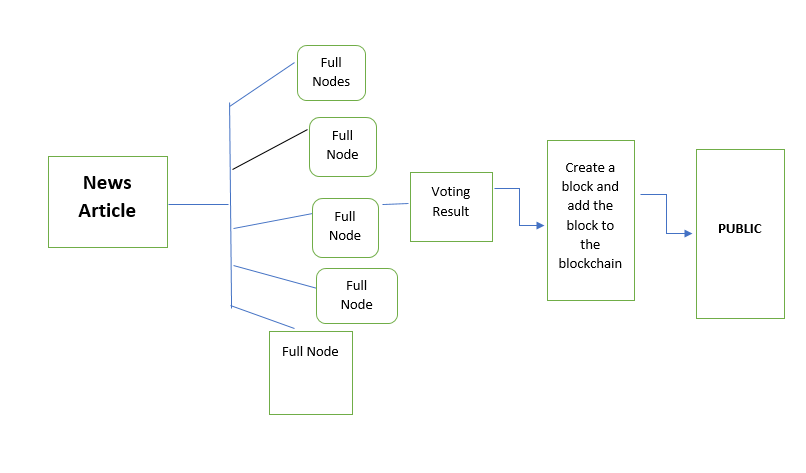 News
Article
Full
Nodes
Full
Node
Full
Node
Full
Node
Full Node
Voting
Result
Create a
block and
add the
block to
the
blockchain
PUBLIC